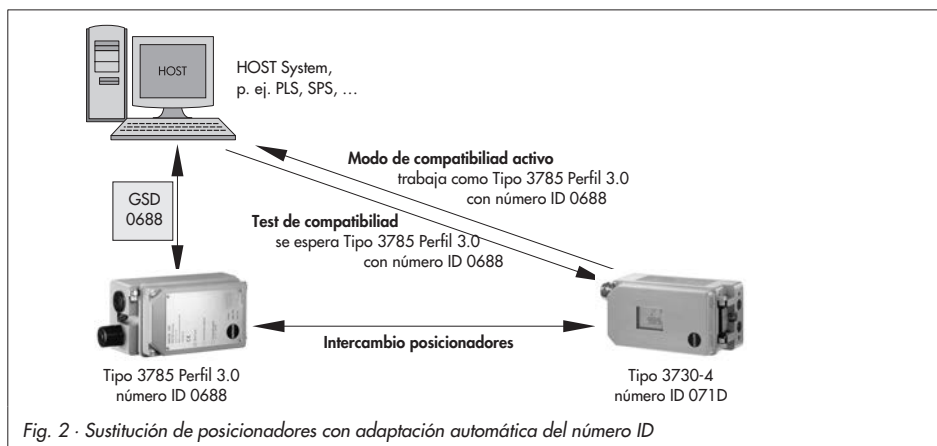 HOST
HOST System,
p. ej. PLS, SPS, ...
Modo de compatibiliad activo
trabaja como Tipo 3785 Perfil 3.0
con número ID 0688
GSD
0688
Test de compatibiliad
se espera Tipo 3785 Perfil 3.0
con número ID 0688
Intercambio posicionadores
Tipo 3785 Perfil 3.0
número ID 0688
Tipo 3730-4
número ID 071D
Fig. 2 · Sustitución de posicionadores con adaptación automática del número ID